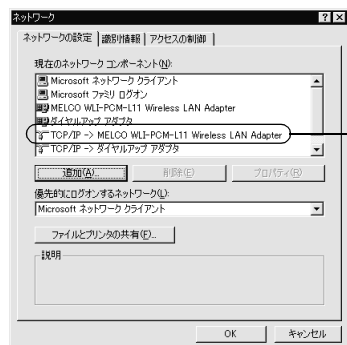 ネットワーク
ネットワークの設定 識別情報 アクセスの制御
現在のネットワーク コンポーネント(N):
Microsoft ネットワーク クライアント
Microsoft ファミリ ログオン
MELCO WLI-PCM-L11 Wireless LAN Adapter
ダイヤルアップ アダプタ
TCP/IP -> MELCO WLI-PCM-L11 Wireless LAN Adapter
TCP/IP -> ダイヤルアップ アダプタ
追加(A)... 削除(E) プロパティ(R)
優先的にログオンするネットワーク(L):
Microsoft ネットワーク クライアント
ファイルとプリンタの共有(F)...
説明
OK キャンセル